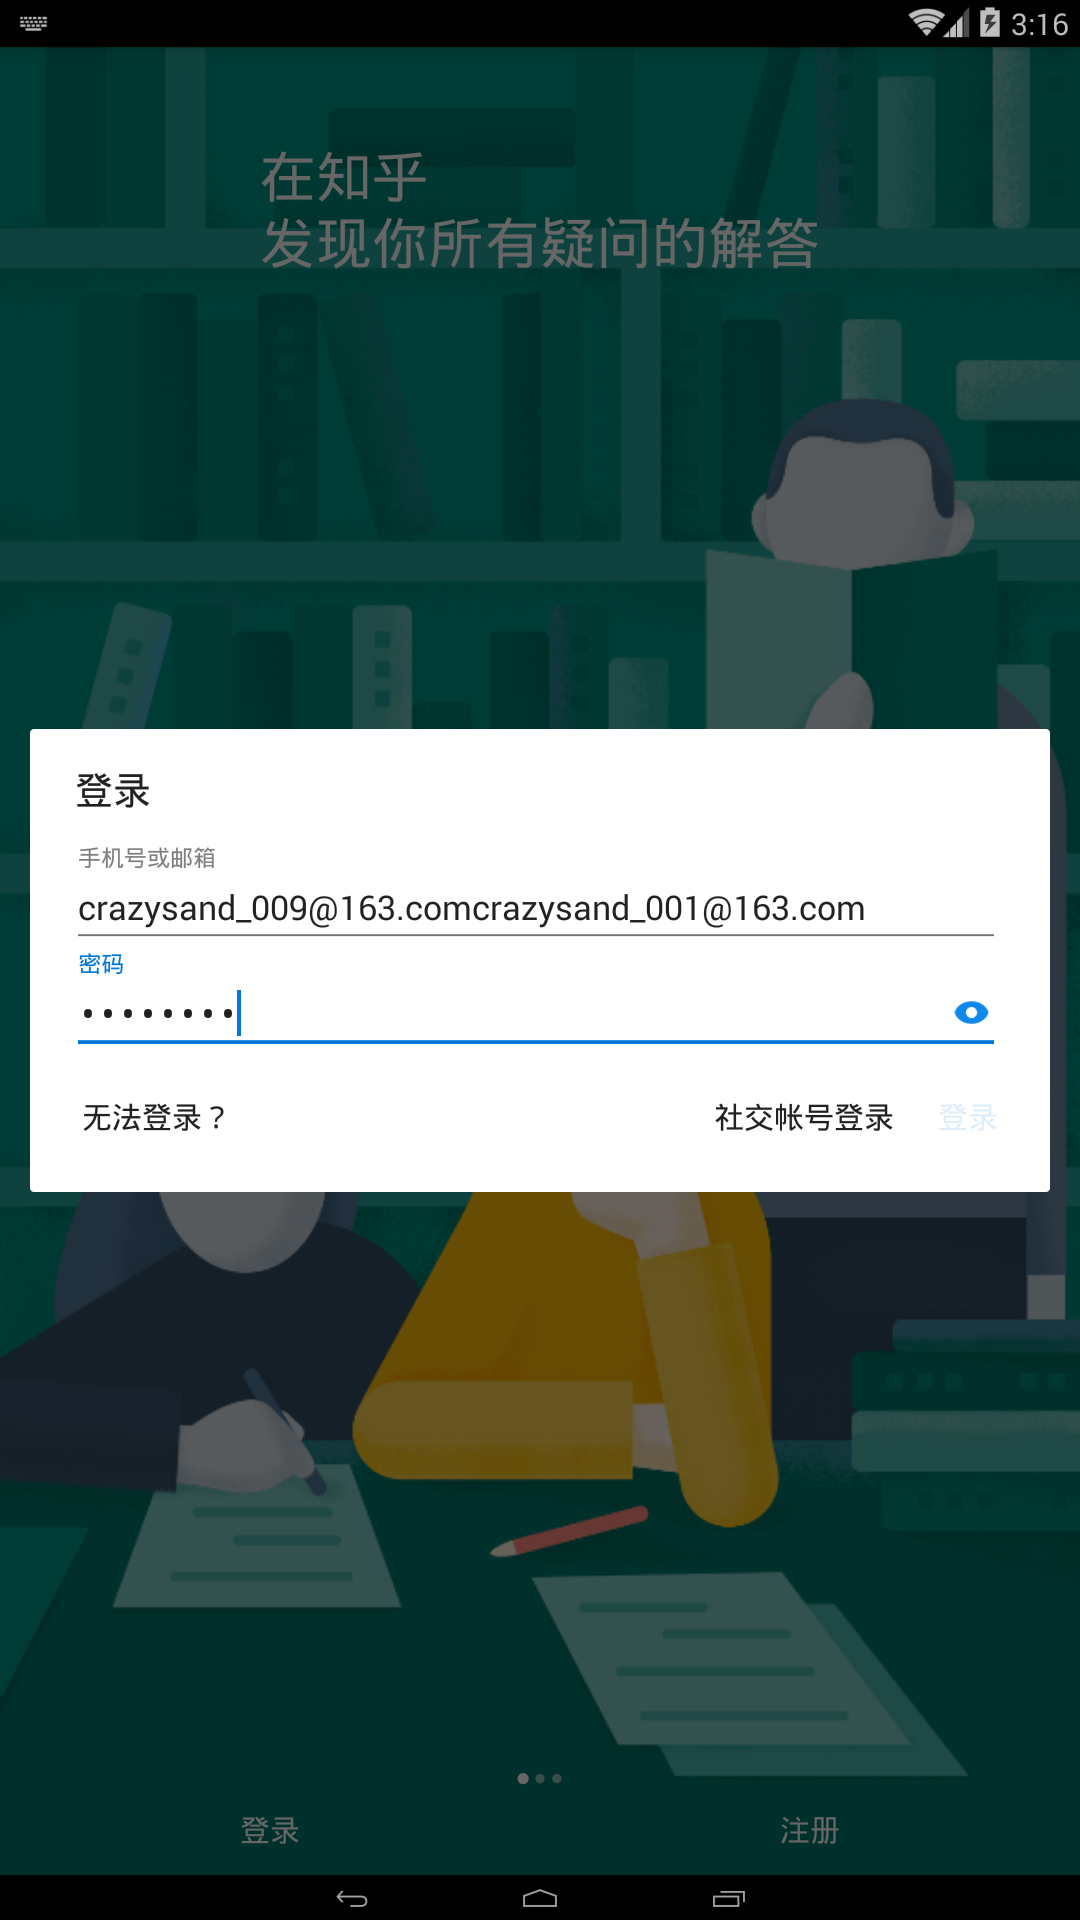 3:16
在知乎
发现你所有疑问的解答
登录
手机号或邮箱
crazysand_009@163.comcrazysand_001@163.com
密码
••••••••
无法登录？ 社交帐号登录 登录
登录 注册